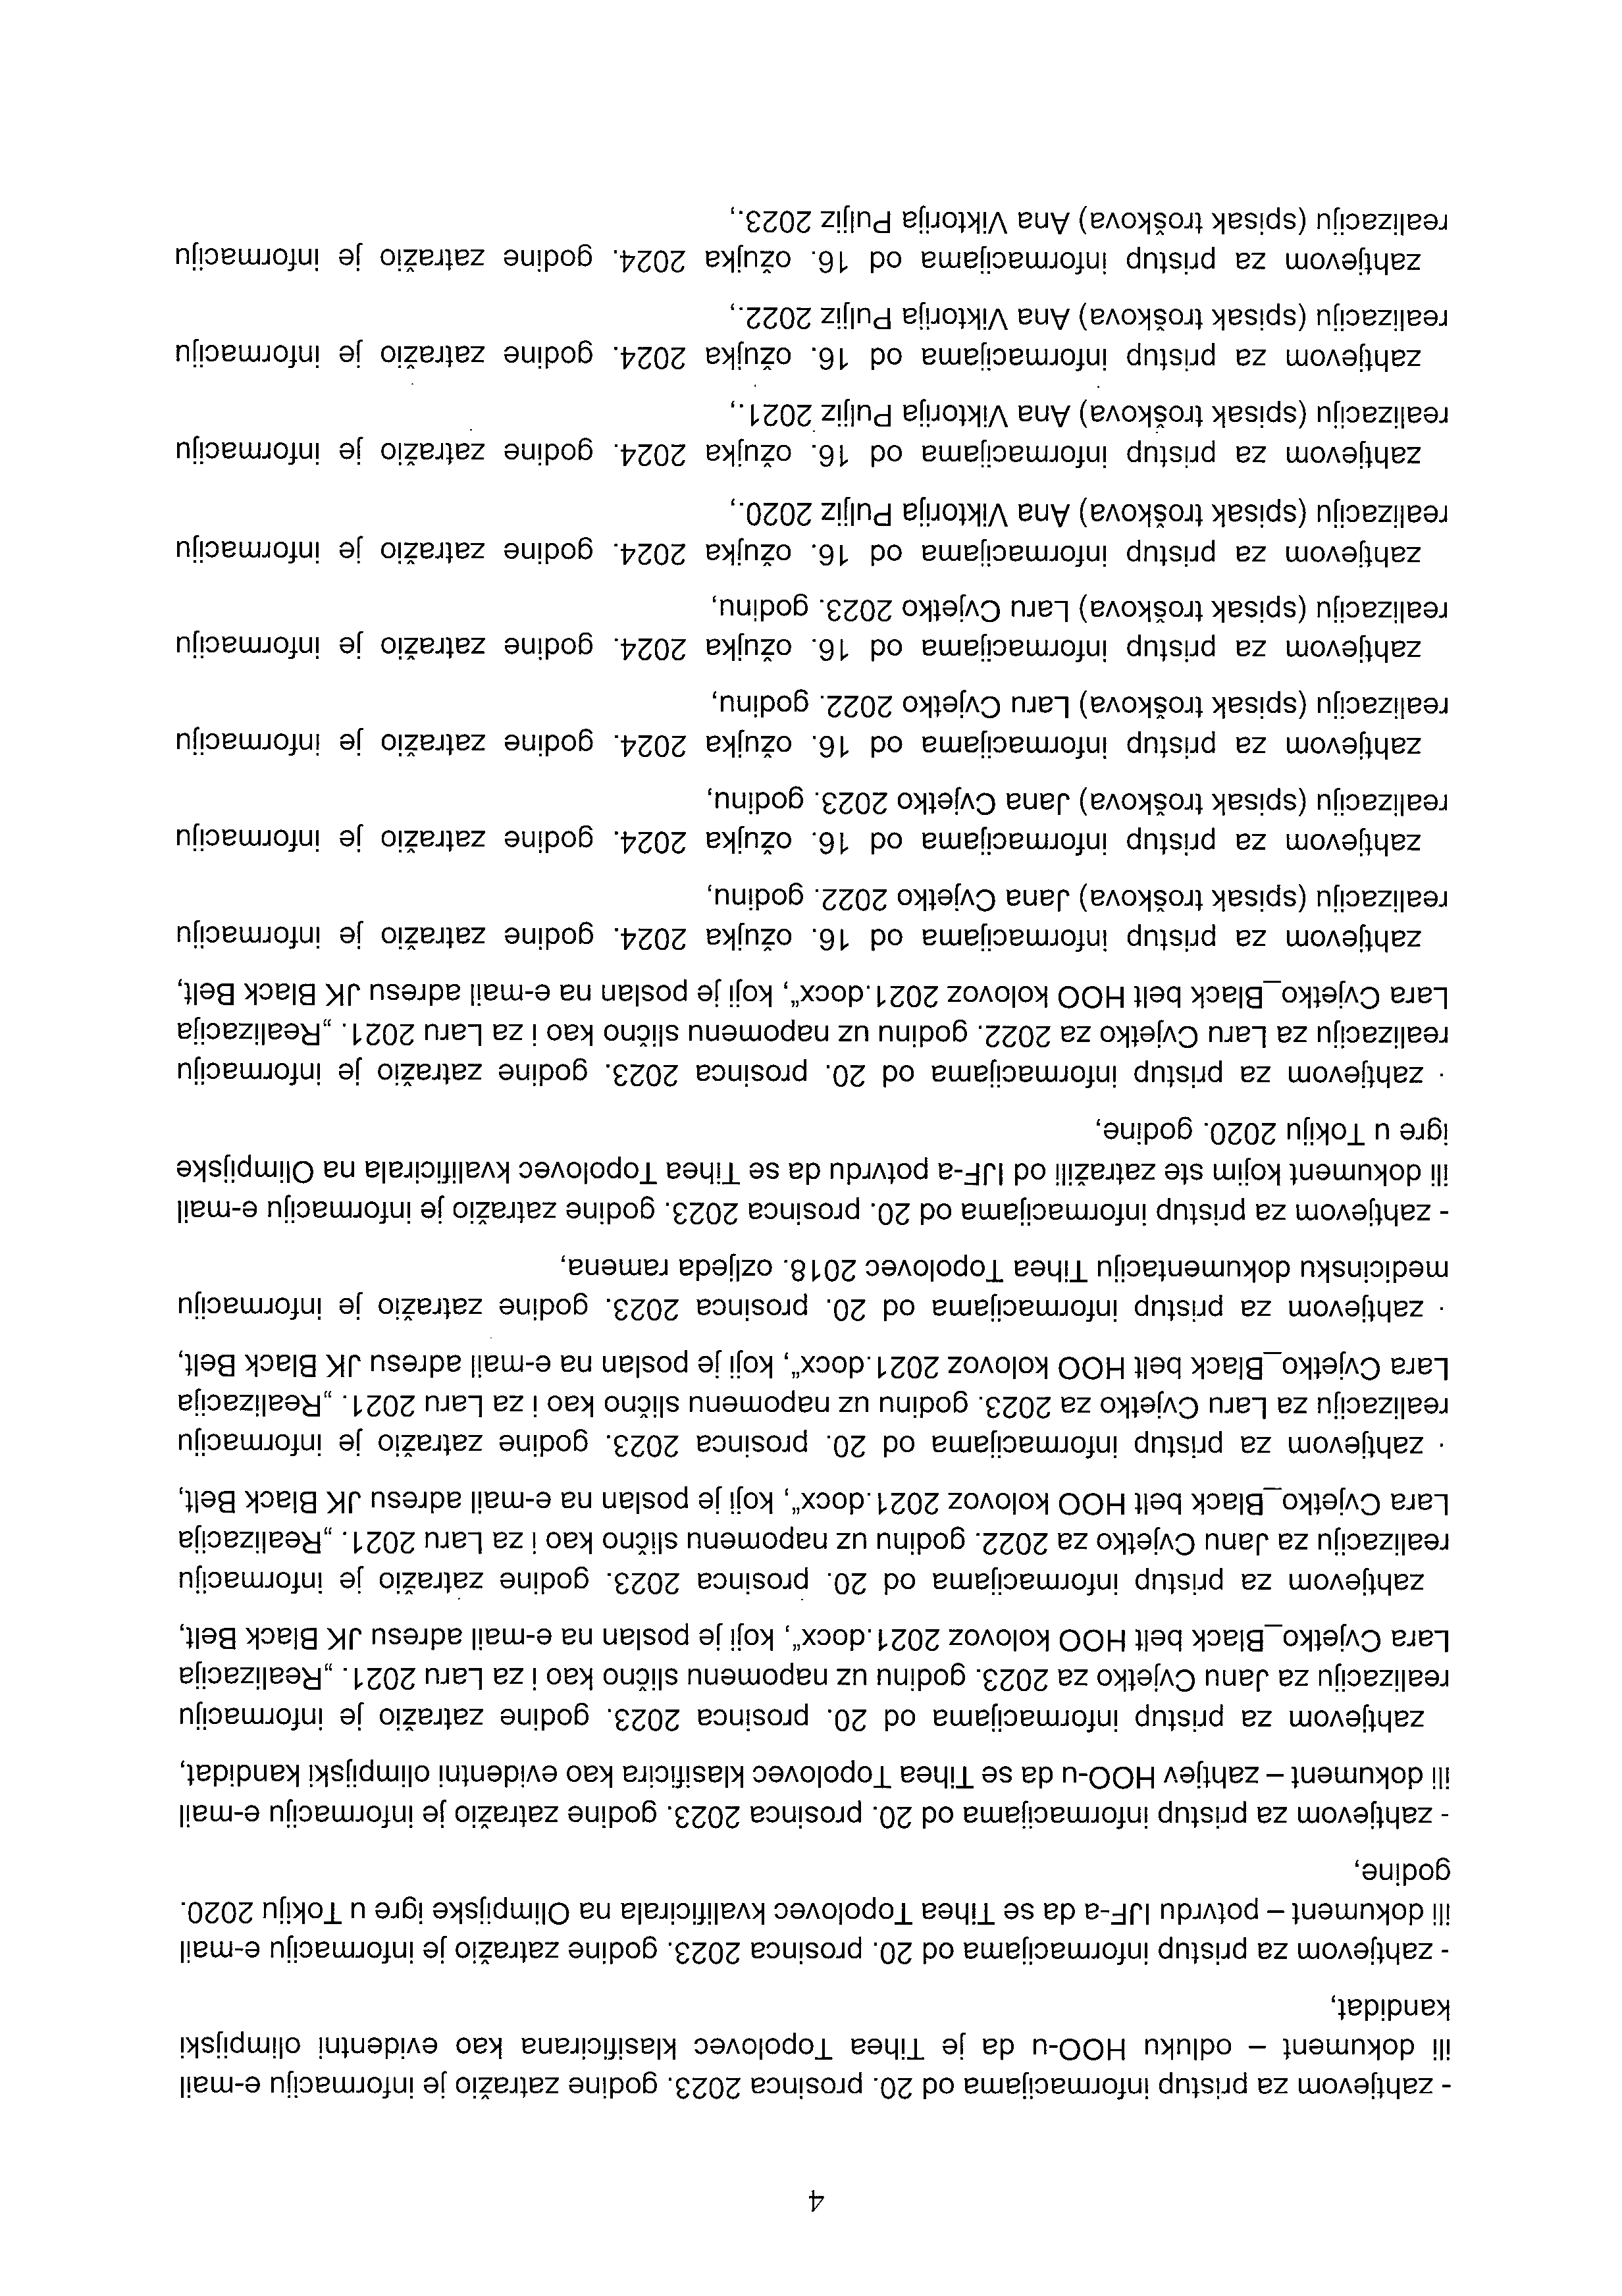 4
- zahtjevom za pristup informacijama od 20. prosinca 2023. godine zatražio je informaciju e-mail
ili dokument – odluku HOO-u da je Tihea Topolovec klasificirana kao evidentni olimpijski
kandidat,
- zahtjevom za pristup informacijama od 20. prosinca 2023. godine zatražio je informaciju e-mail
ili dokument – potvrdu IJF-a da se Tihea Topolovec kvalificirala na Olimpijske igre u Tokiju 2020.
godine,
- zahtjevom za pristup informacijama od 20. prosinca 2023. godine zatražio je informaciju e-mail
ili dokument – zahtjev HOO-u da se Tihea Topolovec klasificira kao evidentni olimpijski kandidat,
zahtjevom za pristup informacijama od 20. prosinca 2023. godine zatražio je informaciju
realizaciju za Janu Cvjetko za 2023. godinu uz napomenu slično kao i za Laru 2021. „Realizacija
Lara Cvjetko_Black belt HOO kolovoz 2021.docx“, koji je poslan na e-mail adresu JK Black Belt,
zahtjevom za pristup informacijama od 20. prosinca 2023. godine zatražio je informaciju
realizaciju za Janu Cvjetko za 2022. godinu uz napomenu slično kao i za Laru 2021. „Realizacija
Lara Cvjetko_Black belt HOO kolovoz 2021.docx“, koji je poslan na e-mail adresu JK Black Belt,
· zahtjevom za pristup informacijama od 20. prosinca 2023. godine zatražio je informaciju
realizaciju za Laru Cvjetko za 2023. godinu uz napomenu slično kao i za Laru 2021. „Realizacija
Lara Cvjetko_Black belt HOO kolovoz 2021.docx“, koji je poslan na e-mail adresu JK Black Belt,
· zahtjevom za pristup informacijama od 20. prosinca 2023. godine zatražio je informaciju
medicinsku dokumentaciju Tihea Topolovec 2018. ozljeda ramena,
- zahtjevom za pristup informacijama od 20. prosinca 2023. godine zatražio je informaciju e-mail
ili dokument kojim ste zatražili od IJF-a potvrdu da se Tihea Topolovec kvalificirala na Olimpijske
igre u Tokiju 2020. godine,
· zahtjevom za pristup informacijama od 20. prosinca 2023. godine zatražio je informaciju
realizaciju za Laru Cvjetko za 2022. godinu uz napomenu slično kao i za Laru 2021. „Realizacija
Lara Cvjetko_Black belt HOO kolovoz 2021.docx“, koji je poslan na e-mail adresu JK Black Belt,
zahtjevom za pristup informacijama od 16. ožujka 2024. godine zatražio je informaciju
realizaciju (spisak troškova) Jana Cvjetko 2022. godinu,
zahtjevom za pristup informacijama od 16. ožujka 2024. godine zatražio je informaciju
realizaciju (spisak troškova) Jana Cvjetko 2023. godinu,
zahtjevom za pristup informacijama od 16. ožujka 2024. godine zatražio je informaciju
realizaciju (spisak troškova) Laru Cvjetko 2022. godinu,
zahtjevom za pristup informacijama od 16. ožujka 2024. godine zatražio je informaciju
realizaciju (spisak troškova) Laru Cvjetko 2023. godinu,
zahtjevom za pristup informacijama od 16. ožujka 2024. godine zatražio je informaciju
realizaciju (spisak troškova) Ana Viktorija Puljiz 2020.,
zahtjevom za pristup informacijama od 16. ožujka 2024. godine zatražio je informaciju
realizaciju (spisak troškova) Ana Viktorija Puljiz 2021.,
zahtjevom za pristup informacijama od 16. ožujka 2024. godine zatražio je informaciju
realizaciju (spisak troškova) Ana Viktorija Puljiz 2022.,
zahtjevom za pristup informacijama od 16. ožujka 2024. godine zatražio je informaciju
realizaciju (spisak troškova) Ana Viktorija Puljiz 2023.,